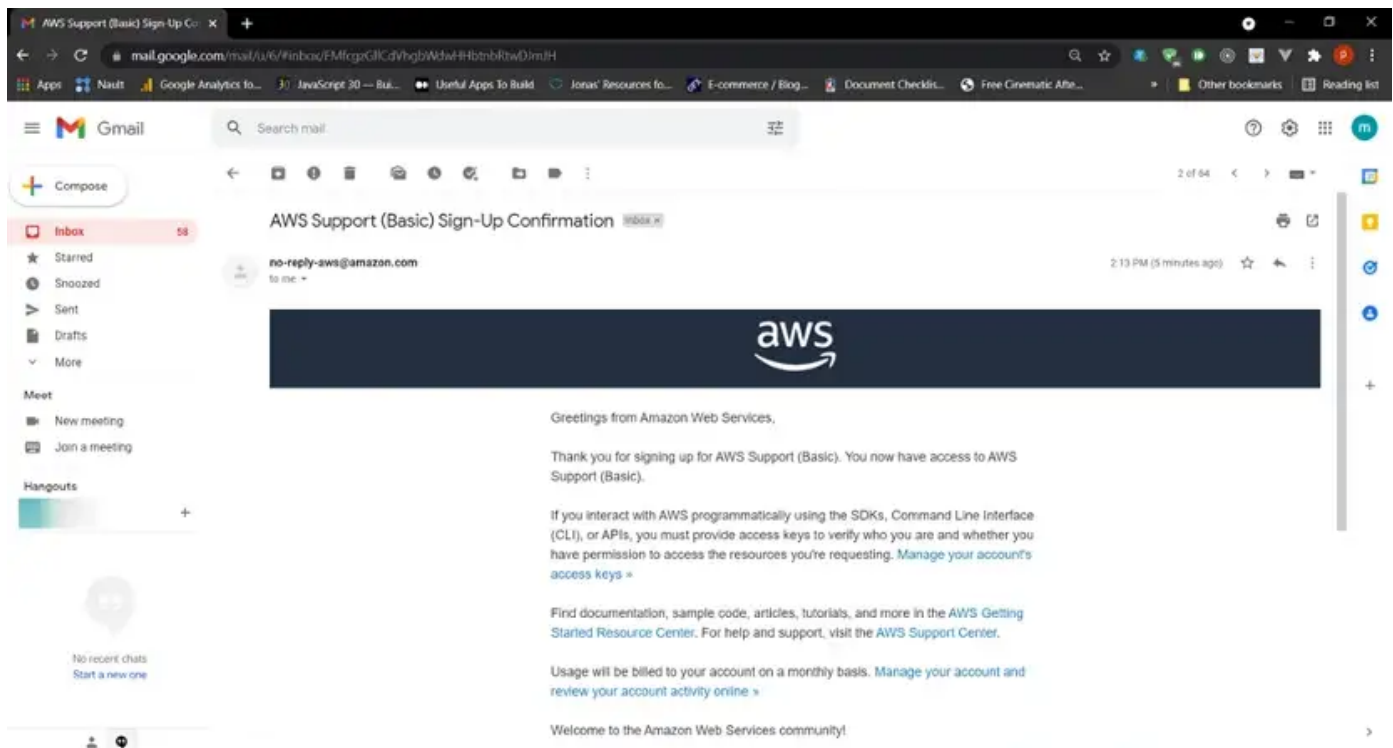 AWS Support (Basic) Sign-Up Co
mail.google.com/mail/u/6/#inbox/
Apps
Nault
Google Analytics fo...
JavaScript 30 — Bui...
Useful Apps To Build
Jonas' Resources fo...
E-commerce / Blog...
Document Checklis...
Free Cinematic Afte...
»
Other bookmarks
Reading list
Gmail
Search mail
m
Compose
2 of 64
Inbox
58
Starred
Snoozed
Sent
Drafts
More
Meet
New meeting
Join a meeting
Hangouts
No recent chats
Start a new one
AWS Support (Basic) Sign-Up Confirmation
Inbox ×
no-reply-aws@amazon.com
to me
2:13 PM (5 minutes ago)
aws
Greetings from Amazon Web Services,
Thank you for signing up for AWS Support (Basic). You now have access to AWS
Support (Basic).
If you interact with AWS programmatically using the SDKs, Command Line Interface
(CLI), or APIs, you must provide access keys to verify who you are and whether you
have permission to access the resources you're requesting. Manage your account's
access keys »
Find documentation, sample code, articles, tutorials, and more in the AWS Getting
Started Resource Center. For help and support, visit the AWS Support Center.
Usage will be billed to your account on a monthly basis. Manage your account and
review your account activity online »
Welcome to the Amazon Web Services community!